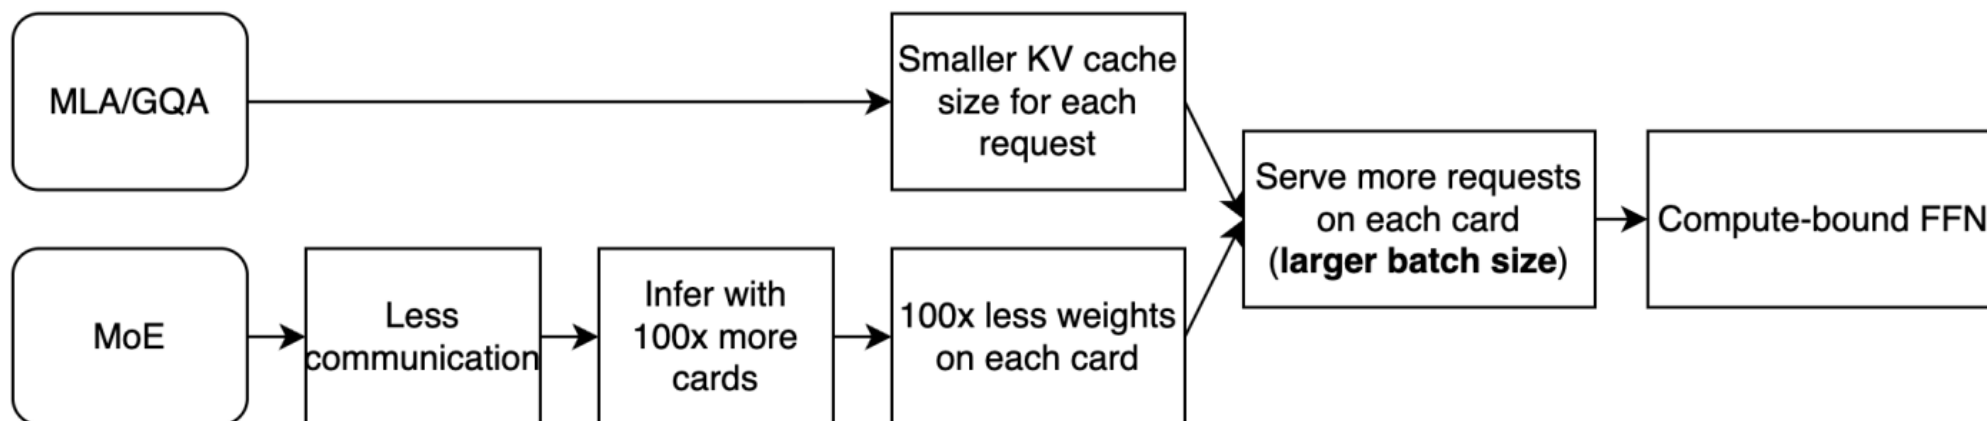 MLA/GQA
Smaller KV cache
size for each
request
Serve more requests
on each card
(larger batch size)
Compute-bound FFN
MoE
Less
communication
Infer with
100x more
cards
100x less weights
on each card